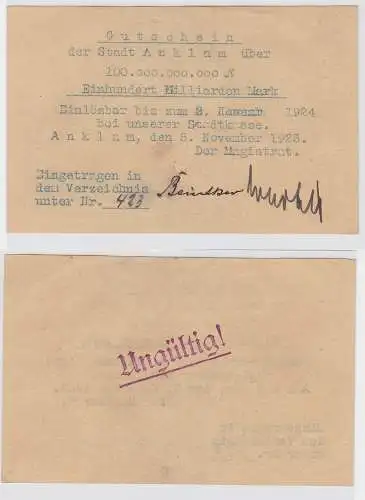 Gutschein
der Stadt Anklam über
100.000.000.000 M
Einhundert Milliarden Mark
Einlösbar bis zum 2. 1924
bei unserer Stadtkasse.
Anklam, den 5. November 1923.
Der Magistrat.
Eingetragen in
dem Verzeichnis
unter Nr. 423
Ungültig!